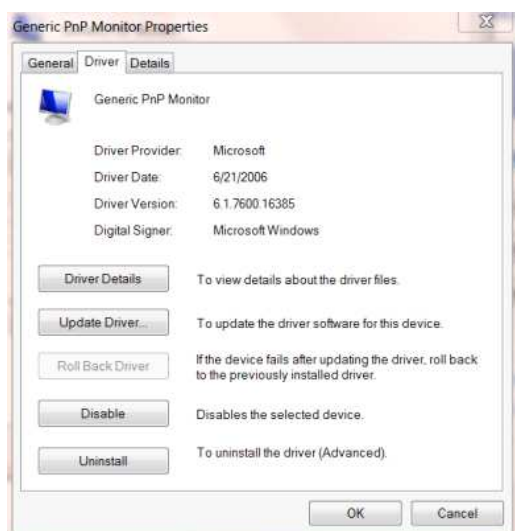 Generic PnP Monitor Properties
General Driver Details
Generic PnP Monitor
Driver Provider: Microsoft
Driver Date: 6/21/2006
Driver Version: 6.1.7600.16385
Digital Signer: Microsoft Windows
Driver Details To view details about the driver files.
Update Driver... To update the driver software for this device.
Roll Back Driver If the device fails after updating the driver, roll back
to the previously installed driver.
Disable Disables the selected device.
Uninstall To uninstall the driver (Advanced).
OK Cancel